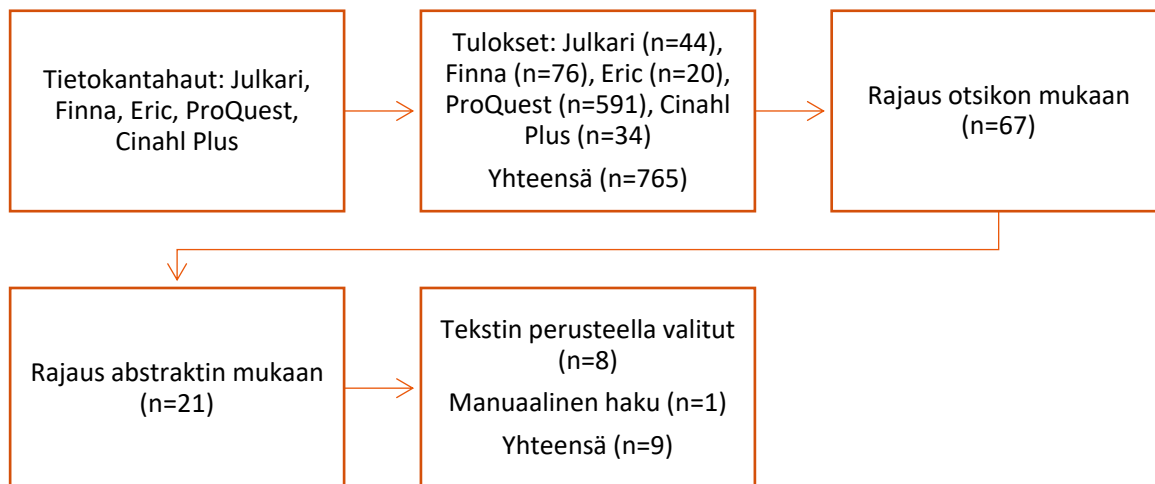 Tietokantahaut: Julkari,
Finna, Eric, ProQuest,
Cinahl Plus
Tulokset: Julkari (n=44),
Finna (n=76), Eric (n=20),
ProQuest (n=591), Cinahl
Plus (n=34)
Yhteensä (n=765)
Rajaus otsikon mukaan
(n=67)
Rajaus abstraktin mukaan
(n=21)
Tekstin perusteella valitut
(n=8)
Manuaalinen haku (n=1)
Yhteensä (n=9)